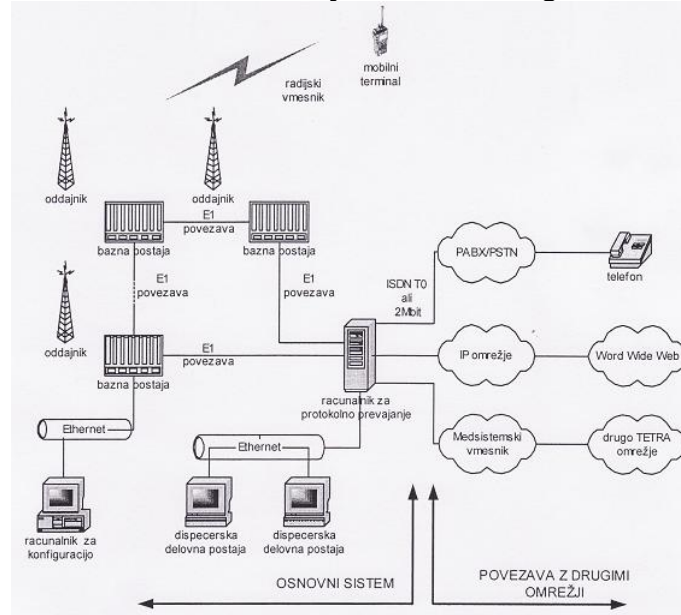 mobilni
terminal
radijski
vmesnik
oddajnik
oddajnik
E1
povezava
bazna postaja
bazna postaja
E1
povezava
E1
povezava
ISDN T0
ali
2Mbit
PABX/PSTN
telefon
oddajnik
E1
povezava
bazna postaja
IP omrežje
Word Wide Web
racunalnik za
protokolno prevajanje
Ethernet
Ethernet
Medsistemski
vmesnik
drugo TETRA
omrežje
racunalnik za
konfiguracijo
dispecerska
delovna postaja
dispecerska
delovna postaja
OSNOVNI SISTEM
POVEZAVA Z DRUGIMI
OMREŽJI